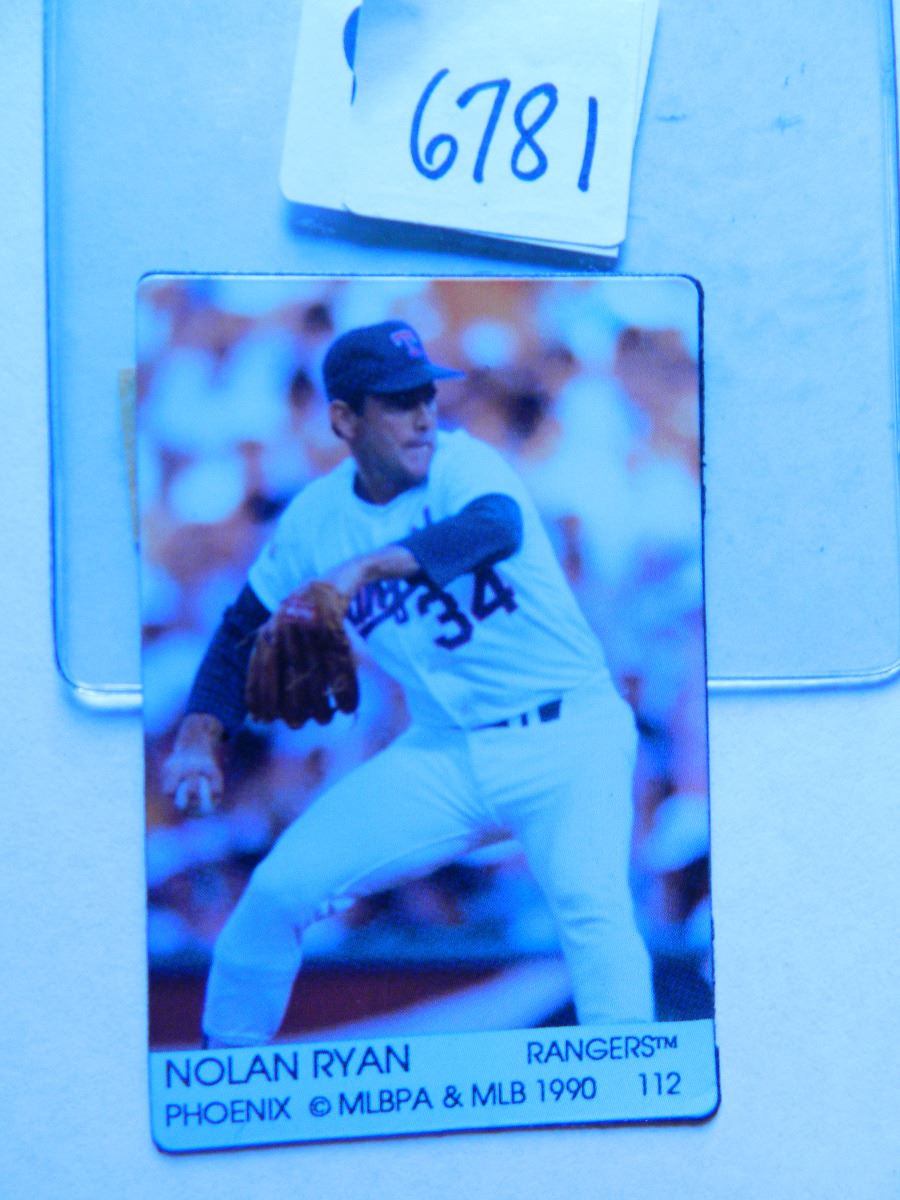 6781
34
NOLAN RYAN RANGERS™
PHOENIX © MLBPA & MLB 1990 112